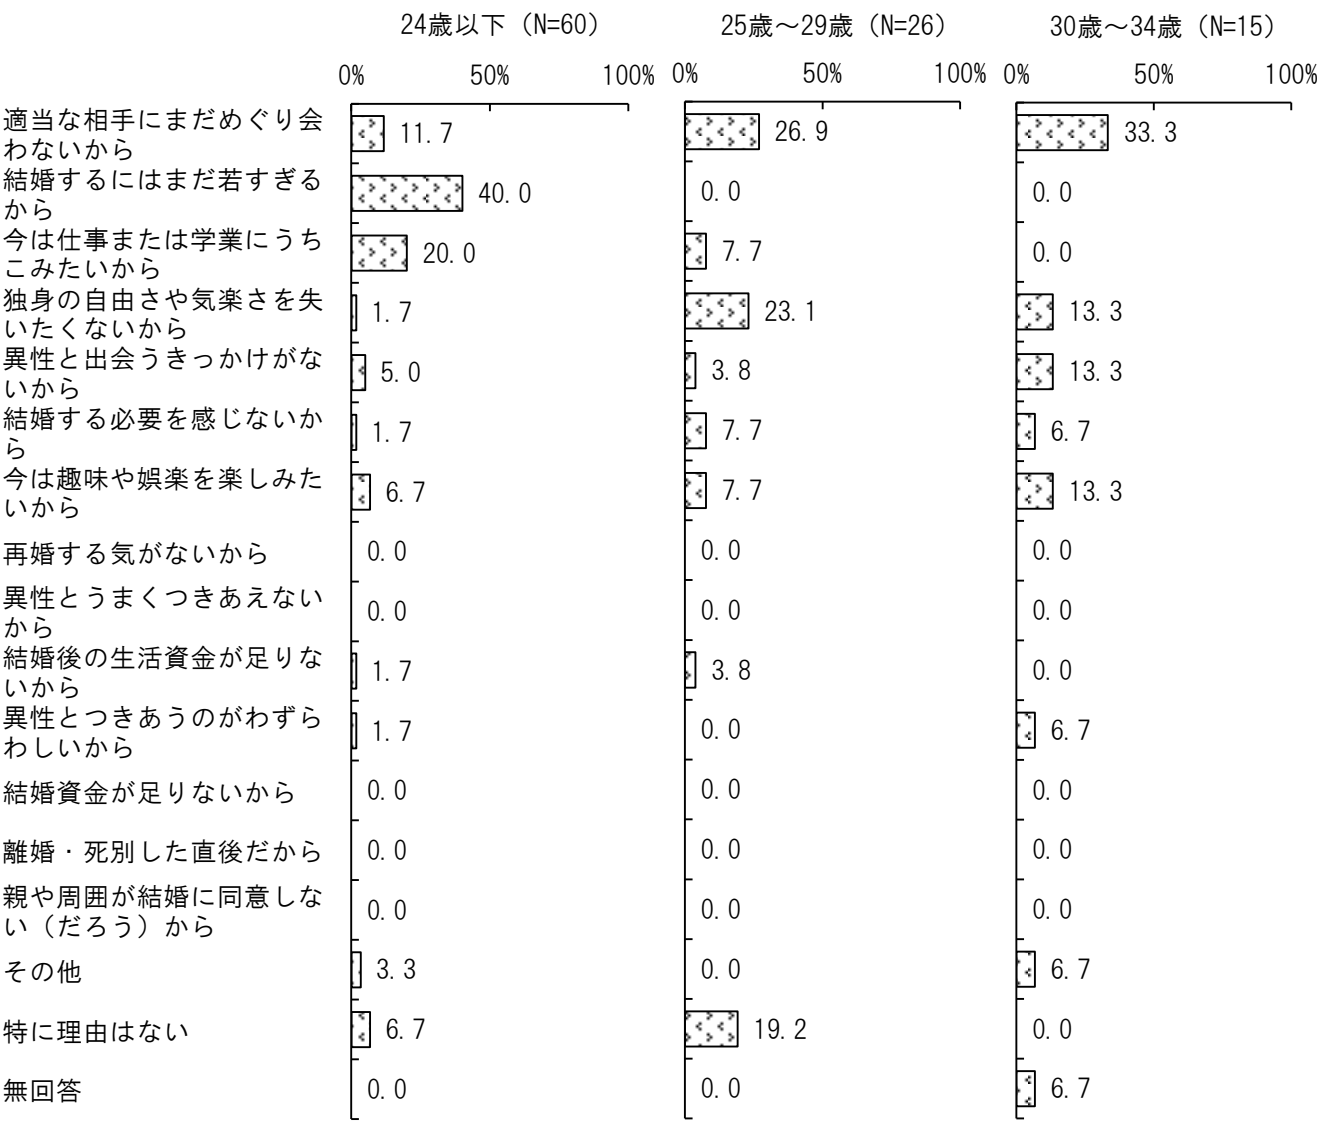 24歳以下（N=60） 25歳～29歳（N=26） 30歳～34歳（N=15）
0% 50% 100% 0% 50% 100% 0% 50% 100%
適当な相手にまだめぐり会
わないから
11.7 26.9 33.3
結婚するにはまだ若すぎる
から
40.0 0.0 0.0
今は仕事または学業にうち
こみたいから
20.0 7.7 0.0
独身の自由さや気楽さを失
いたくないから
1.7 23.1 13.3
異性と出会うきっかけがな
いから
5.0 3.8 13.3
結婚する必要を感じないか
ら
1.7 7.7 6.7
今は趣味や娯楽を楽しみた
いから
6.7 7.7 13.3
再婚する気がないから 0.0 0.0 0.0
異性とうまくつきあえない
から
0.0 0.0 0.0
結婚後の生活資金が足りな
いから
1.7 3.8 0.0
異性とつきあうのがわずら
わしいから
1.7 0.0 6.7
結婚資金が足りないから 0.0 0.0 0.0
離婚・死別した直後だから 0.0 0.0 0.0
親や周囲が結婚に同意しな
い（だろう）から
0.0 0.0 0.0
その他 3.3 0.0 6.7
特に理由はない 6.7 19.2 0.0
無回答 0.0 0.0 6.7